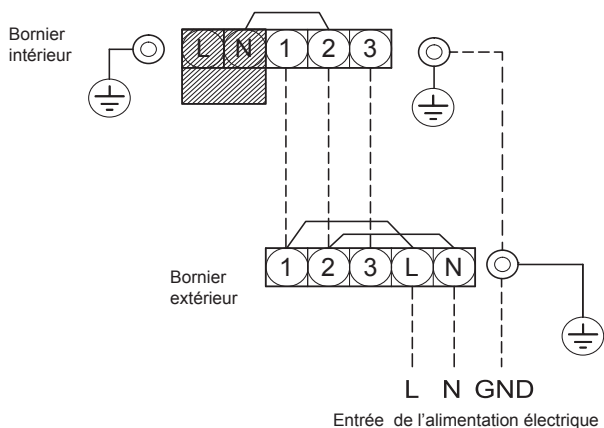 Bornier
intérieur
L N 1 2 3
1 2 3 L N
Bornier
extérieur
L N GND
Entrée de l'alimentation électrique